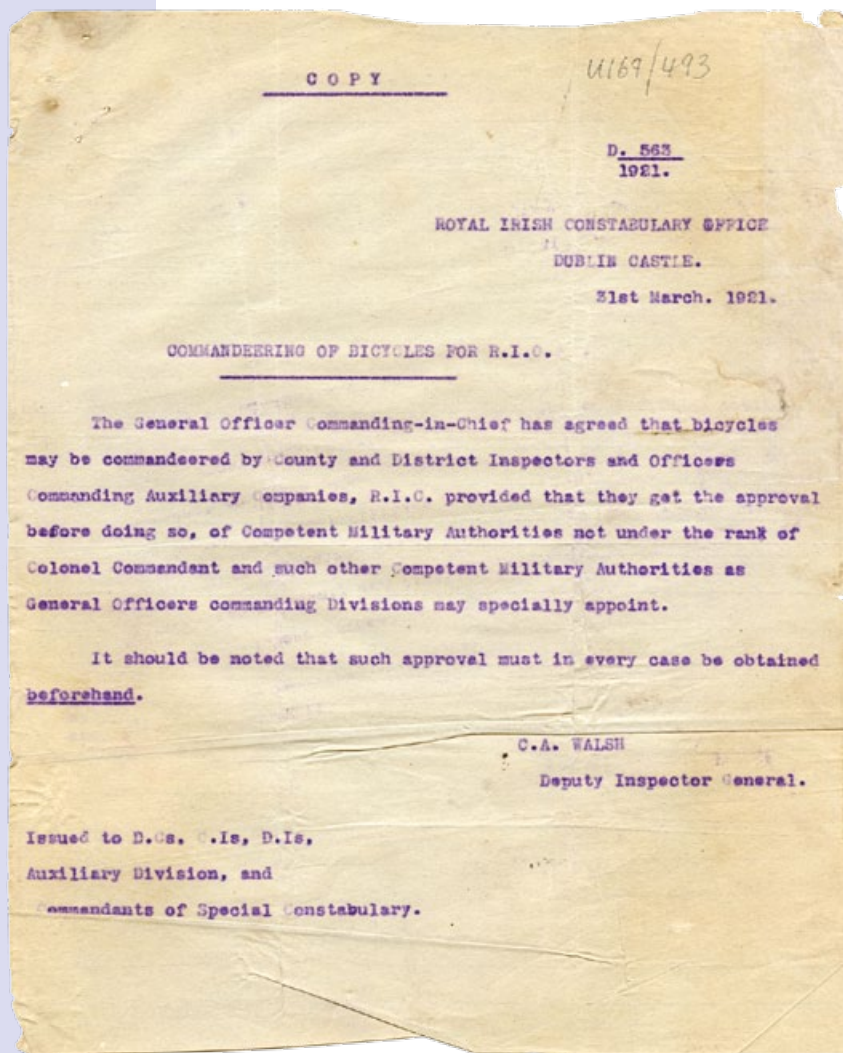 COPY
U169/493
D. 563
1921.
ROYAL IRISH CONSTABULARY OFFICE
DUBLIN CASTLE.
31st March. 1921.
COMMANDEERING OF BICYCLES FOR R.I.C.
The General Officer Commanding-in-Chief has agreed that bicycles
may be commandeered by County and District Inspectors and Officers
Commanding Auxiliary Companies, R.I.C. provided that they get the approval
before doing so, of Competent Military Authorities not under the rank of
Colonel Commandant and such other Competent Military Authorities as
General Officers commanding Divisions may specially appoint.
It should be noted that such approval must in every case be obtained
beforehand.
C.A. WALSH
Deputy Inspector General.
Issued to D.Cs. C.Is, D.Is,
Auxiliary Division, and
Commandants of Special Constabulary.